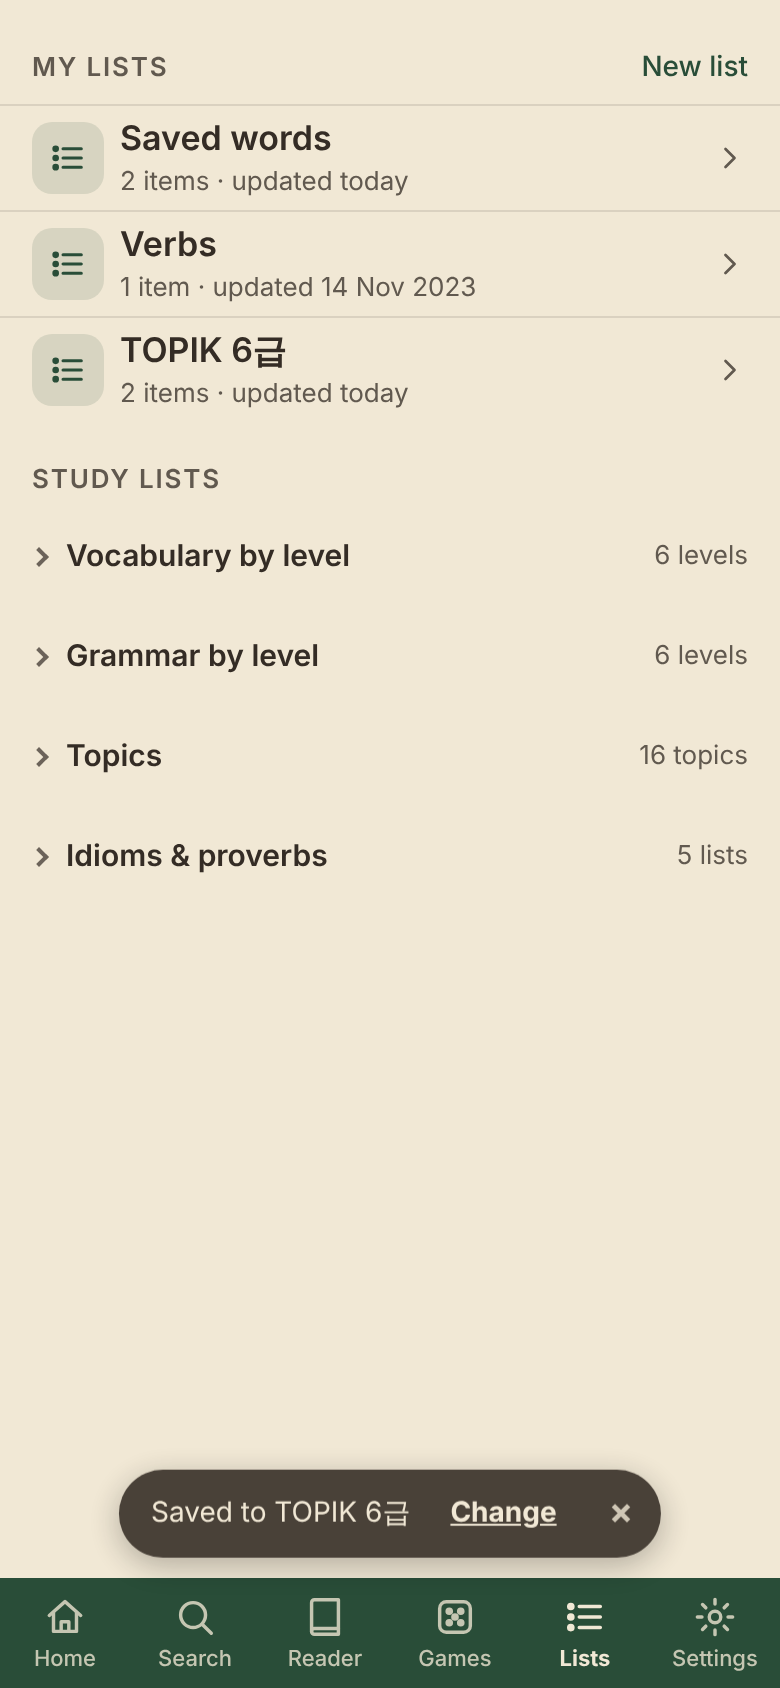 MY LISTS
New list
Saved words
2 items · updated today
Verbs
1 item · updated 14 Nov 2023
TOPIK 6급
2 items · updated today
STUDY LISTS
Vocabulary by level
6 levels
Grammar by level
6 levels
Topics
16 topics
Idioms & proverbs
5 lists
Saved to TOPIK 6급 Change ×
Home Search Reader Games Lists Settings